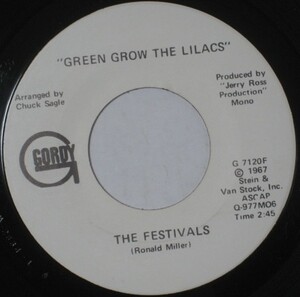 "GREEN GROW THE LILACS"
Arranged by
Chuck Sagle
Produced by
"Jerry Ross
Production"
Mono
GORDY
G
G 7120F
© 1967
Stein &
Van Stock, Inc.
ASCAP
Q-977MO6
Time 2:45
THE FESTIVALS
(Ronald Miller)